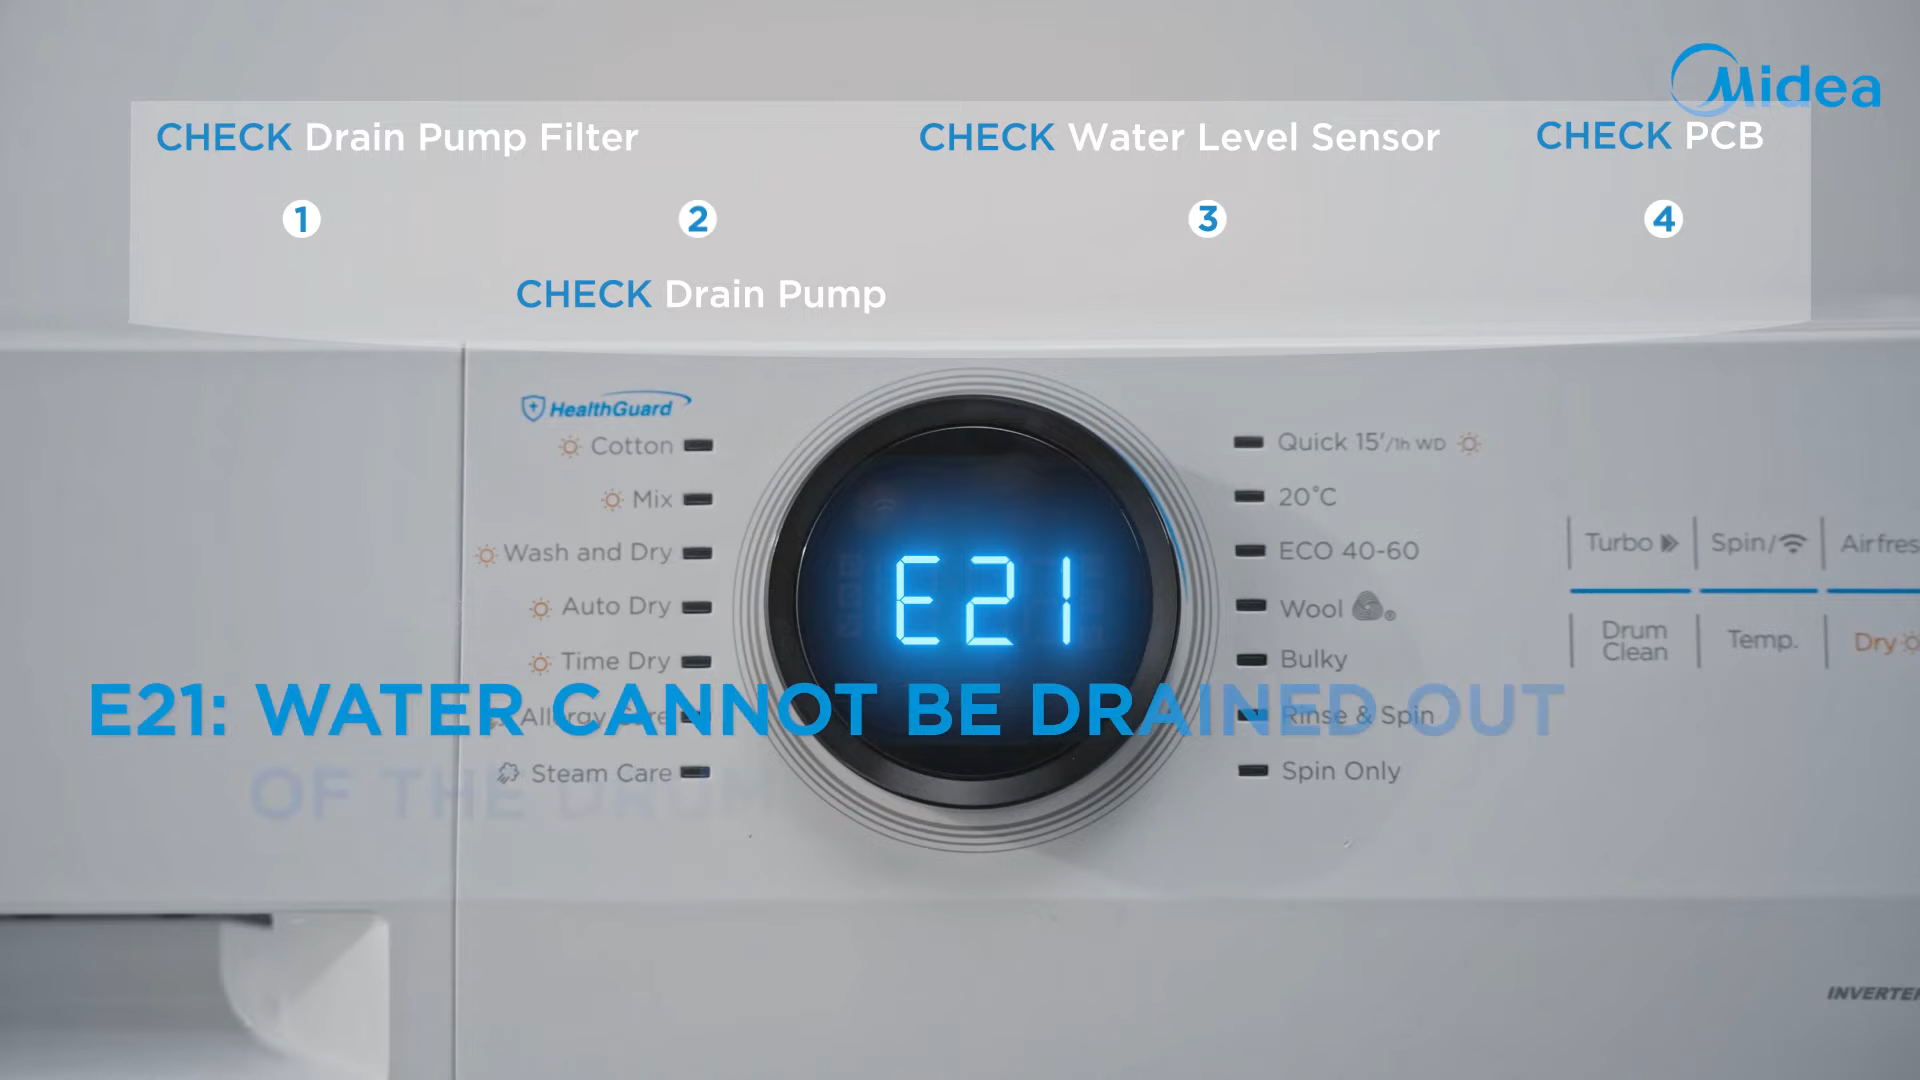 Midea
CHECK Drain Pump Filter
CHECK Water Level Sensor
CHECK PCB
1
2
3
4
CHECK Drain Pump
HealthGuard
Cotton
Mix
Wash and Dry
Auto Dry
Time Dry
Allergy Care
Steam Care
E21
Quick 15'/1h WD
20°C
ECO 40-60
Wool
Bulky
Rinse & Spin
Spin Only
Turbo
Spin/
Airfres
Drum
Clean
Temp.
Dry
E21: WATER CANNOT BE DRAINED OUT
OF THE DRUM
INVERTER